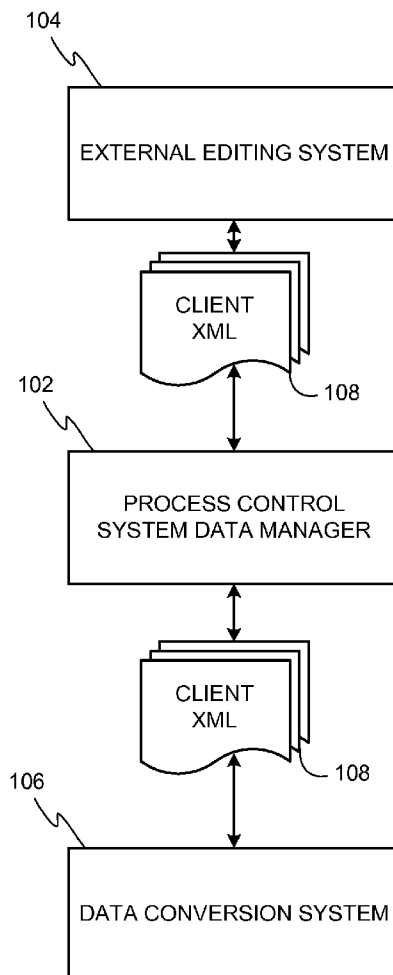 104
EXTERNAL EDITING SYSTEM
CLIENT
XML
108
102
PROCESS CONTROL
SYSTEM DATA MANAGER
CLIENT
XML
108
106
DATA CONVERSION SYSTEM